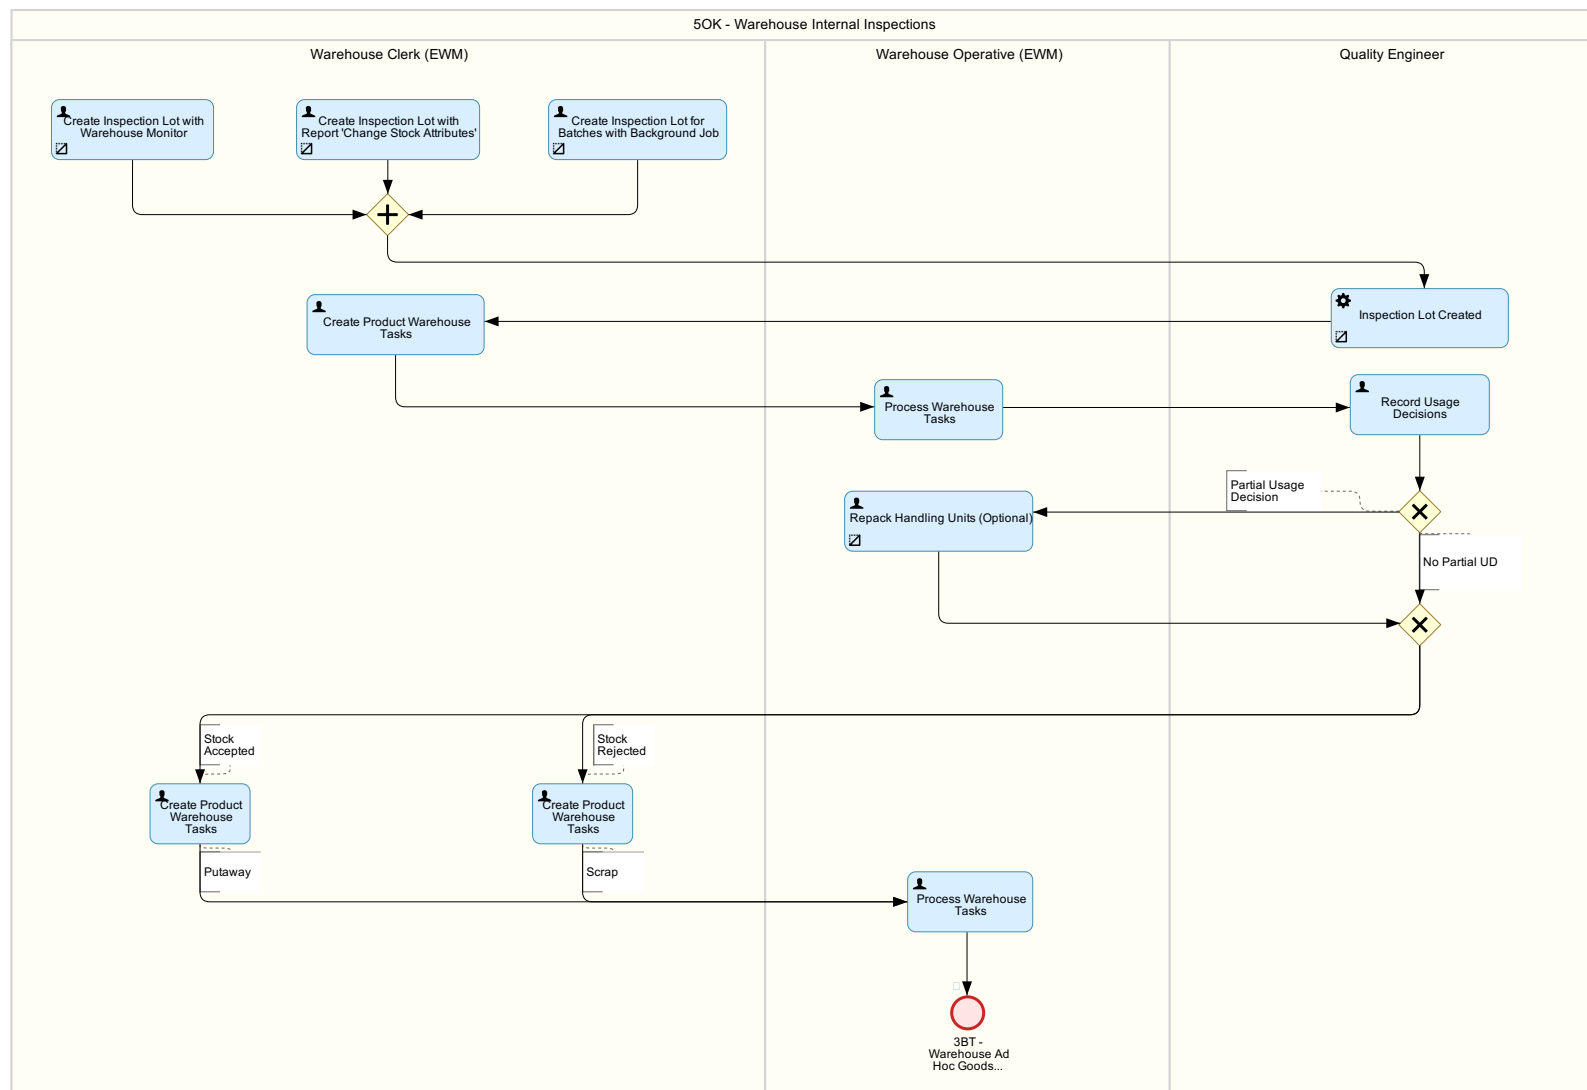 5OK - Warehouse Internal Inspections
Warehouse Clerk (EWM)
Warehouse Operative (EWM)
Quality Engineer
Create Inspection Lot with
Warehouse Monitor
Create Inspection Lot with
Report 'Change Stock Attributes'
Create Inspection Lot for
Batches with Background Job
Inspection Lot Created
Create Product Warehouse
Tasks
Process Warehouse
Tasks
Record Usage
Decisions
Partial Usage
Decision
Repack Handling Units (Optional)
No Partial UD
Stock
Accepted
Stock
Rejected
Create Product
Warehouse
Tasks
Create Product
Warehouse
Tasks
Putaway
Scrap
Process Warehouse
Tasks
3BT -
Warehouse Ad
Hoc Goods...